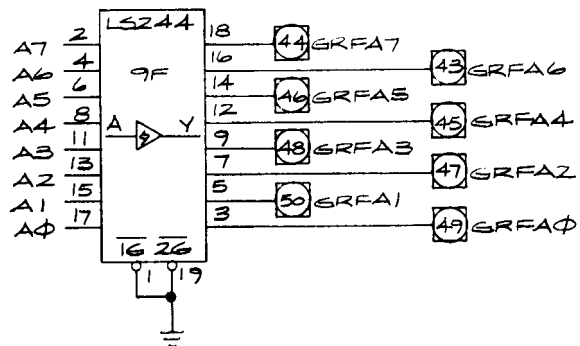 LS244
A7 2 18 44 GRFA7
A6 4 16 43 GRFA6
9F
A5 6 14 46 GRFA5
A4 8 12 45 GRFA4
A Y
A3 11 9 48 GRFA3
A2 13 7 47 GRFA2
A1 15 5 50 GRFA1
AØ 17 3 49 GRFAØ
1G 2G
1 19